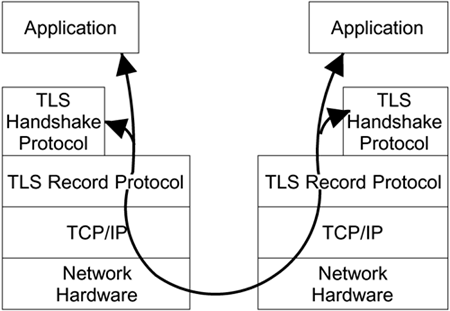 Application
TLS
Handshake
Protocol
TLS Record Protocol
TCP/IP
Network
Hardware
Application
TLS
Handshake
Protocol
TLS Record Protocol
TCP/IP
Network
Hardware